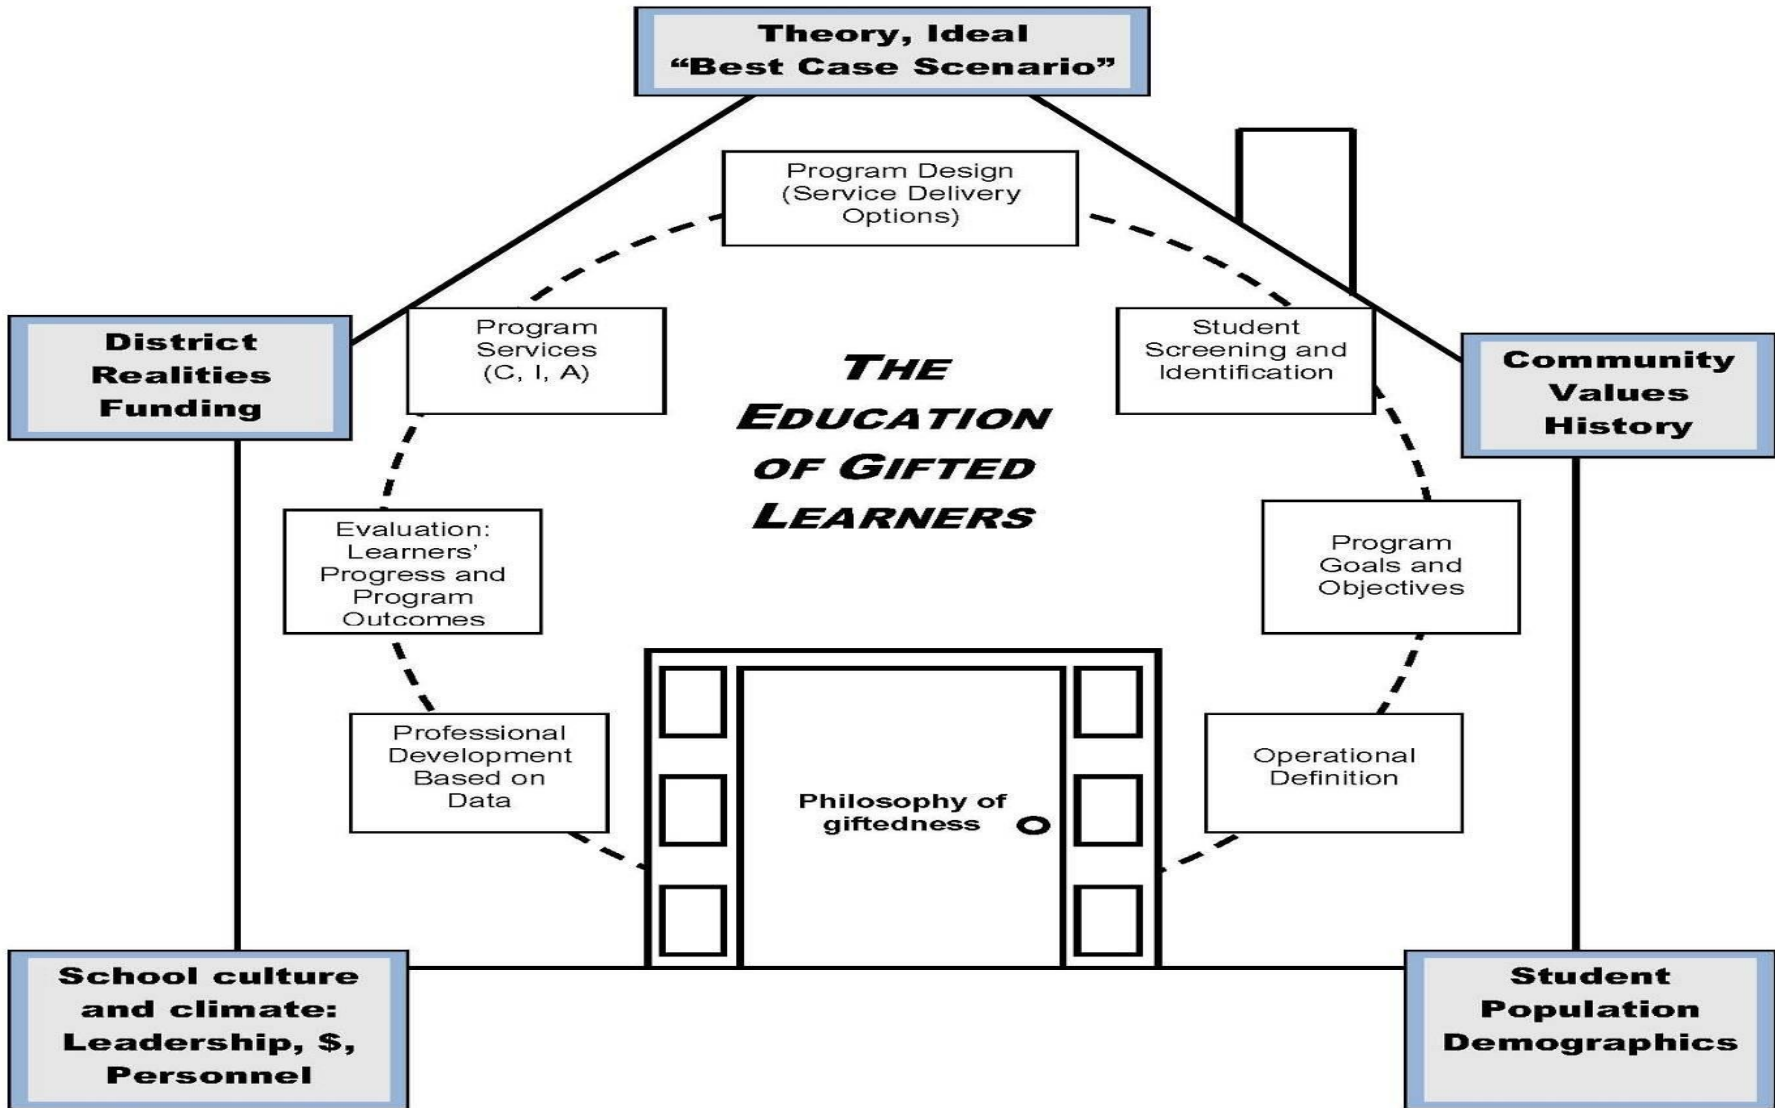 Theory, Ideal
“Best Case Scenario”
Program Design
(Service Delivery
Options)
Program
Services
(C, I, A)
Student
Screening and
Identification
District
Realities
Funding
Community
Values
History
THE
EDUCATION
OF GIFTED
LEARNERS
Evaluation:
Learners’
Progress and
Program
Outcomes
Program
Goals and
Objectives
Professional
Development
Based on
Data
Operational
Definition
Philosophy of
giftedness
School culture
and climate:
Leadership, $,
Personnel
Student
Population
Demographics